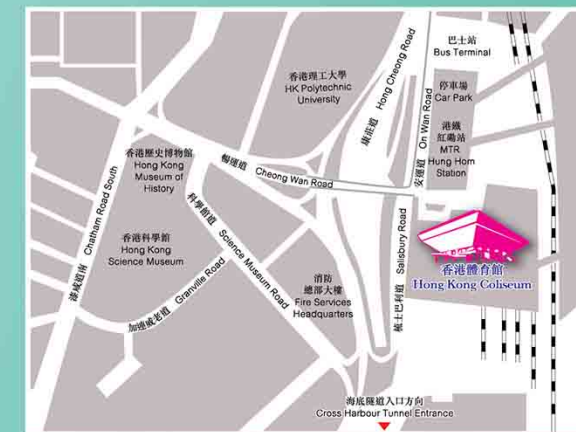 巴士站
Bus Terminal
停車場
Car Park
港鐵
紅磡站
MTR
Hung Hom
Station
安運道 On Wan Road
康莊道 Hong Cheong Road
香港理工大學
HK Polytechnic
University
香港歷史博物館
Hong Kong
Museum of
History
暢運道 Cheong Wan Road
漆咸道南 Chatham Road South
香港科學館
Hong Kong
Science Museum
科學館道 Science Museum Road
加連威老道 Granville Road
消防
總部大樓
Fire Services
Headquarters
梳士巴利道 Salisbury Road
香港體育館
Hong Kong Coliseum
海底隧道入口方向
Cross Harbour Tunnel Entrance